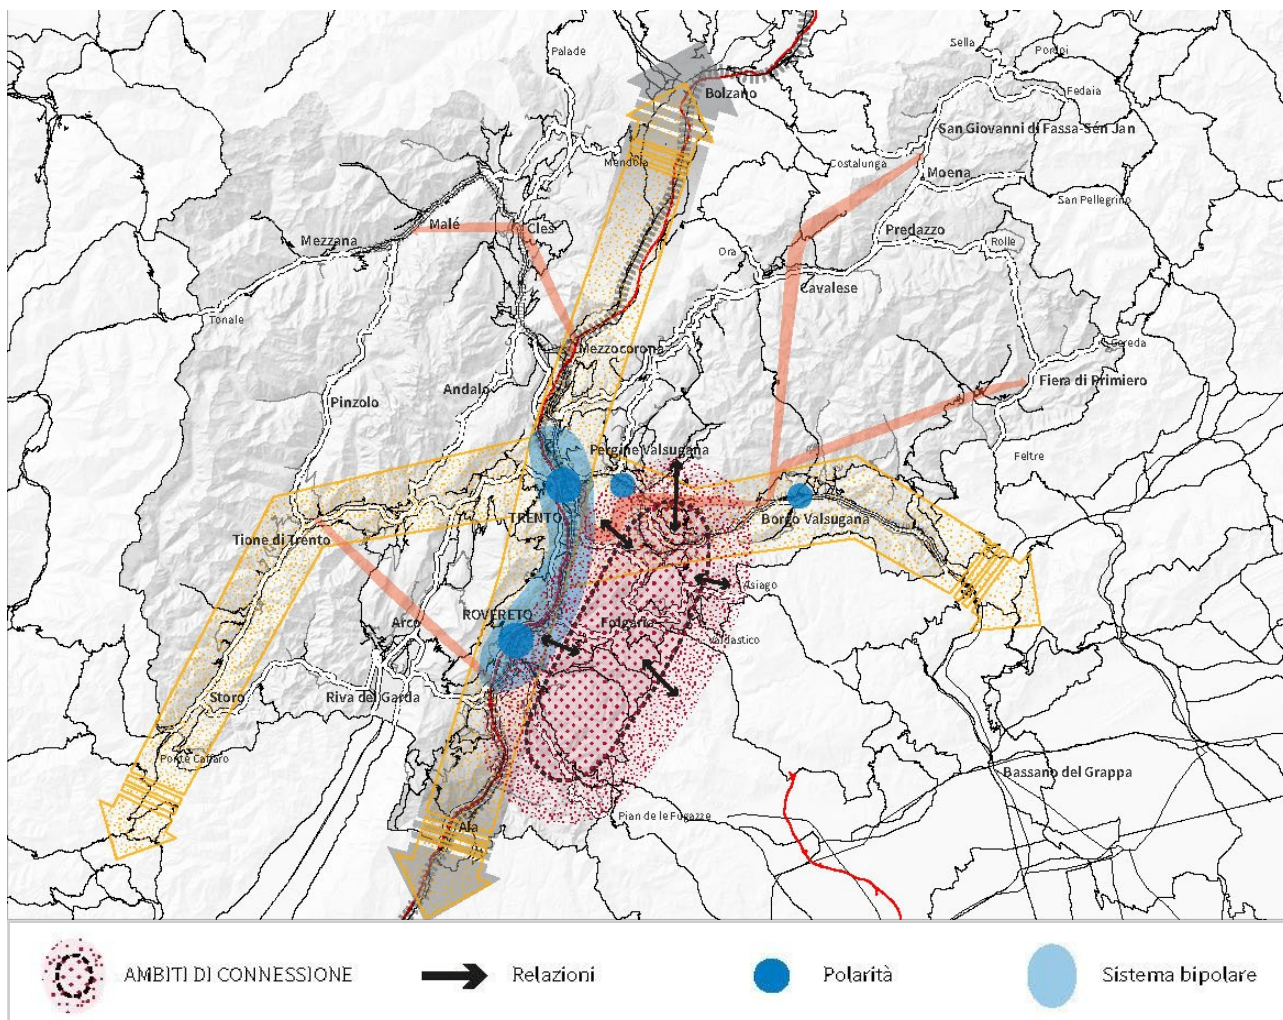 Sella
Pordoi
Palade
Bolzano
Fedaia
San Giovanni di Fassa-Sén Jan
Mendola
Costalunga
Moena
San Pellegrino
Malé
Cles
Mezzana
Predazzo
Rolle
Ora
Cavalese
Tonale
Mezzocorona
Cereda
Andalo
Fiera di Primiero
Pinzolo
Pergine Valsugana
Feltre
TRENTO
Borgo Valsugana
Tione di Trento
Asiago
ROVERETO
Arco
Folgaria
Valdastico
Storo
Riva del Garda
Ponte Caffaro
Bassano del Grappa
Pian de le Fugazze
Ala
AMBITI DI CONNESSIONE
Relazioni
Polarità
Sistema bipolare